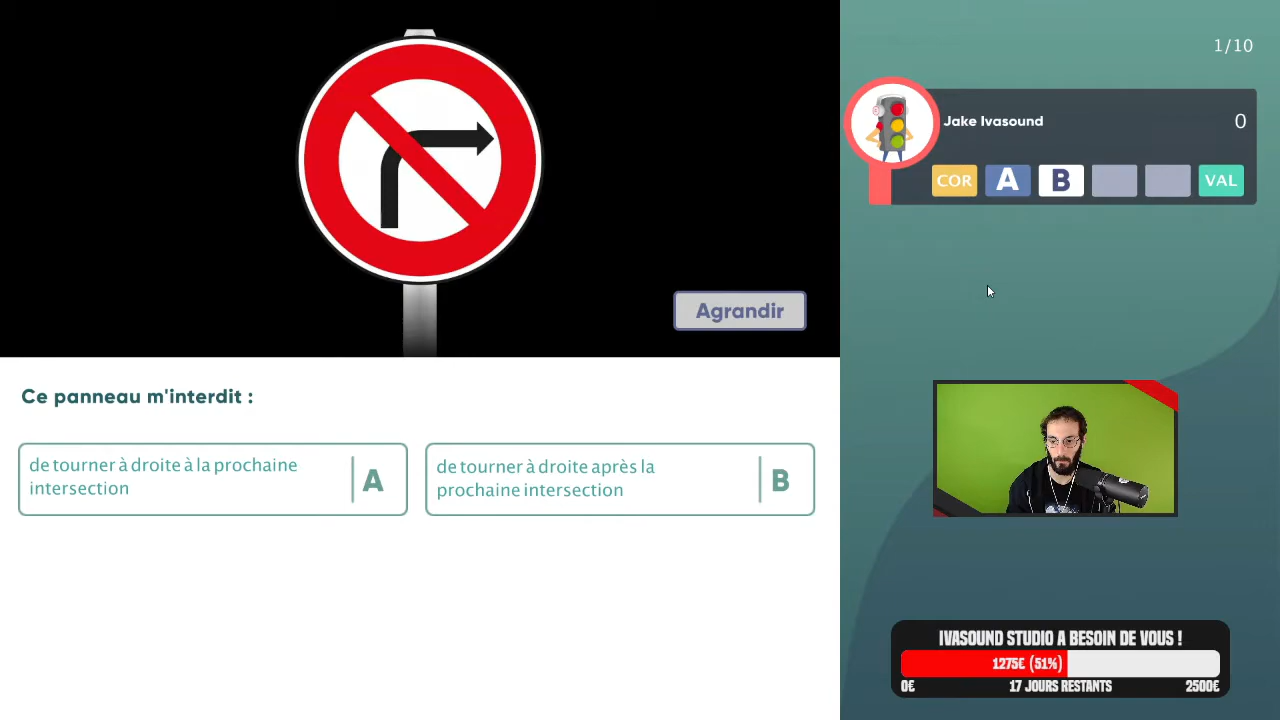 1/10
Jake Ivasound
0
COR A B VAL
Agrandir
Ce panneau m'interdit :
de tourner à droite à la prochaine
intersection
A
de tourner à droite après la
prochaine intersection
B
IVASOUND STUDIO A BESOIN DE VOUS !
1275€ (51%)
0€ 17 JOURS RESTANTS 2500€